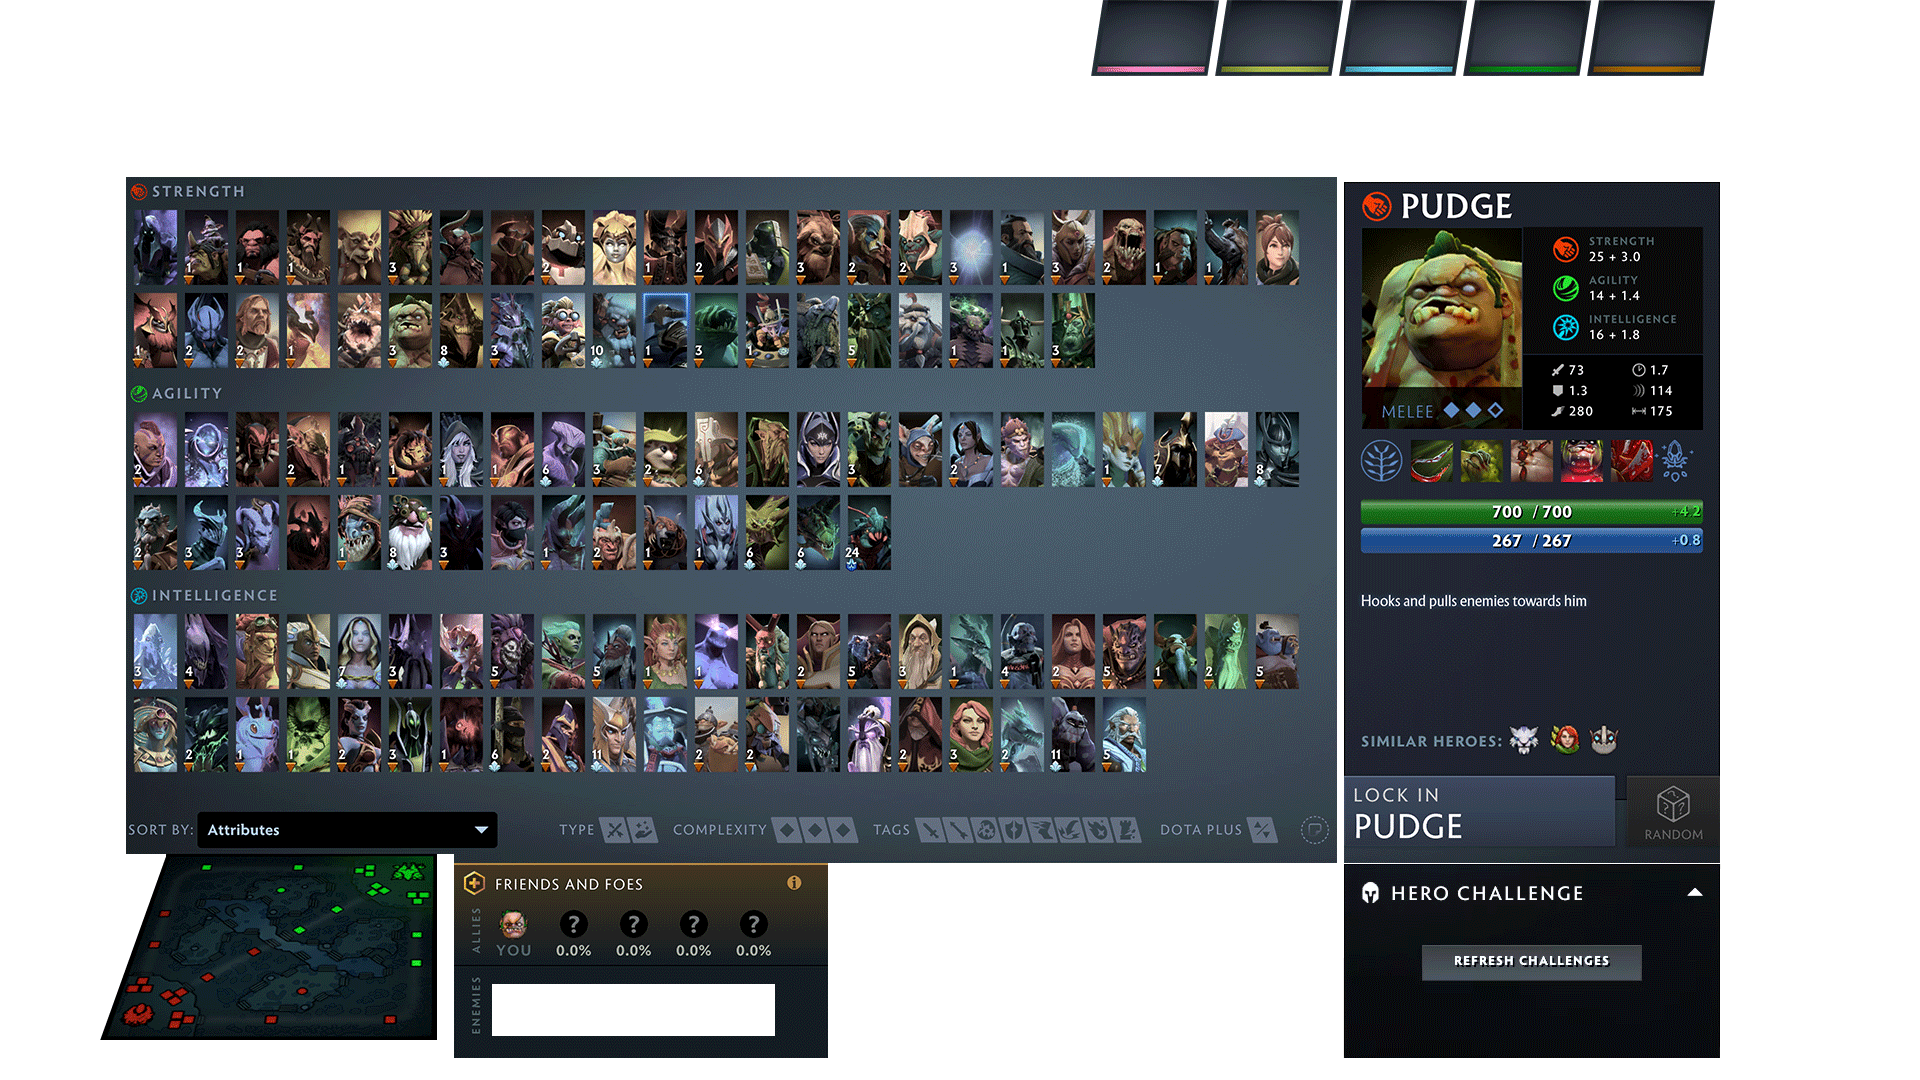 STRENGTH
1 1 1 3 2 1 2 2 2 2 3 1 3 2 1 1
1 2 2 1 3 8 3 10 1 3 1 5 1 1 3
AGILITY
2 2 1 1 1 1 6 3 2 6 3 2 1 7 8
2 3 3 1 8 3 1 2 1 1 6 6 24
INTELLIGENCE
3 4 7 3 5 5 1 1 2 5 3 1 4 2 5 1 2 5
2 1 1 2 3 1 6 2 11 2 2 2 3 2 11 5
SORT BY: Attributes
TYPE
COMPLEXITY
TAGS
DOTA PLUS
PUDGE
STRENGTH
25 + 3.0
AGILITY
14 + 1.4
INTELLIGENCE
16 + 1.8
MELEE
73 1.7
1.3 114
280 175
700 / 700 +4.2
267 / 267 +0.8
Hooks and pulls enemies towards him
SIMILAR HEROES:
LOCK IN
PUDGE
RANDOM
FRIENDS AND FOES
ALLIES
YOU
? ? ? ?
0.0% 0.0% 0.0% 0.0%
ENEMIES
HERO CHALLENGE
REFRESH CHALLENGES